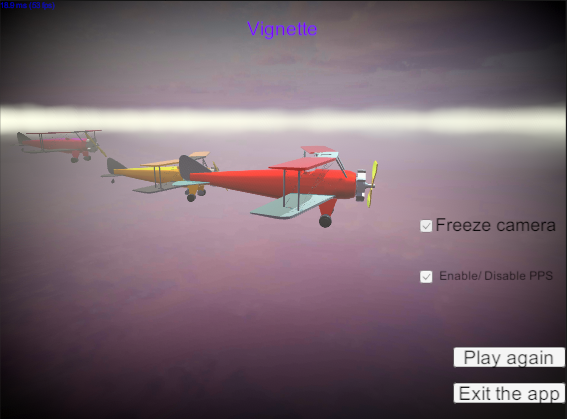 Vignette
Freeze camera
Enable/ Disable PPS
Play again
Exit the app